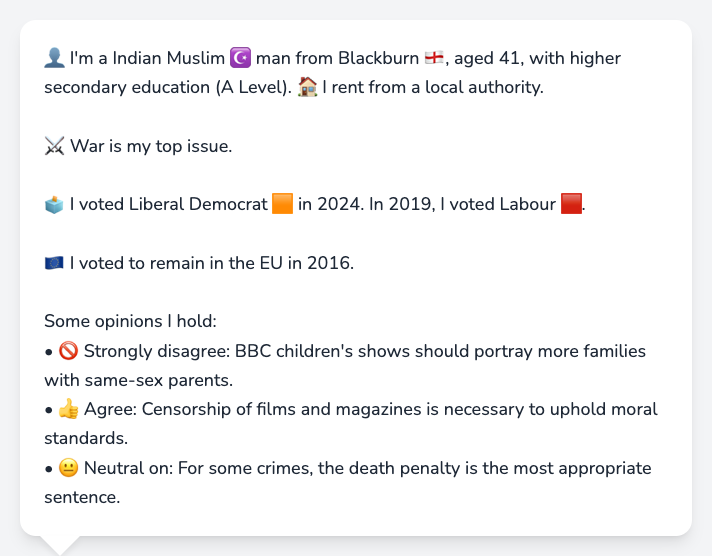 👤 I'm a Indian Muslim ☪️ man from Blackburn 🏴󠁧󠁢󠁥󠁮󠁧󠁿, aged 41, with higher
secondary education (A Level). 🏠 I rent from a local authority.
⚔️ War is my top issue.
🗳️ I voted Liberal Democrat 🟧 in 2024. In 2019, I voted Labour 🟥.
🇪🇺 I voted to remain in the EU in 2016.
Some opinions I hold:
• 🚫 Strongly disagree: BBC children's shows should portray more families
with same-sex parents.
• 👍 Agree: Censorship of films and magazines is necessary to uphold moral
standards.
• 😐 Neutral on: For some crimes, the death penalty is the most appropriate
sentence.